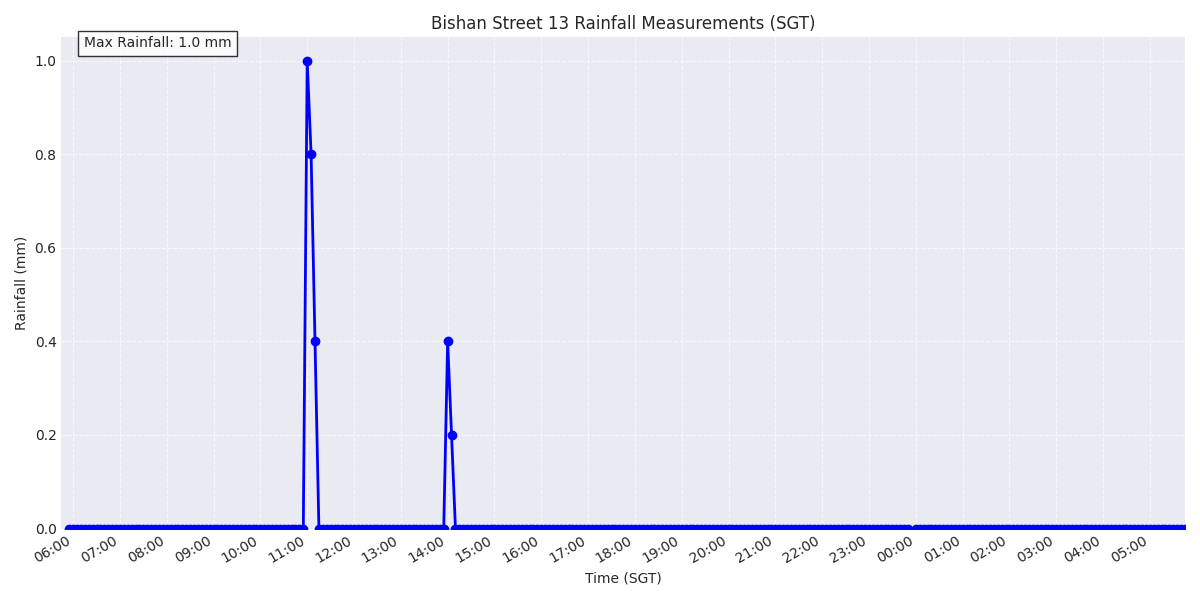 Bishan Street 13 Rainfall Measurements (SGT)
Max Rainfall: 1.0 mm
Rainfall (mm)
1.0
0.8
0.6
0.4
0.2
0.0
06:00 07:00 08:00 09:00 10:00 11:00 12:00 13:00 14:00 15:00 16:00 17:00 18:00 19:00 20:00 21:00 22:00 23:00 00:00 01:00 02:00 03:00 04:00 05:00
Time (SGT)